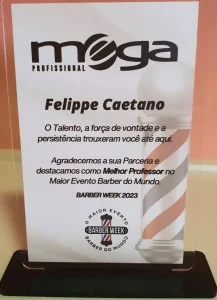 mega
PROFISSIONAL
Felippe Caetano
O Talento, a força de vontade e a
persistência trouxeram você até aqui.
Agradecemos a sua Parceria e
destacamos como Melhor Professor no
Maior Evento Barber do Mundo.
BARBER WEEK 2023
O MAIOR EVENTO
BARBER WEEK
BARBER DO MUNDO